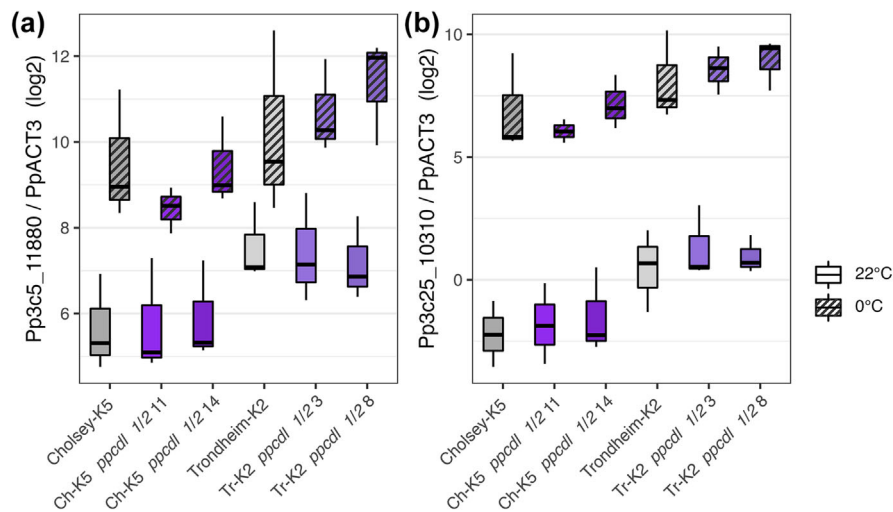 (a)
Pp3c5_11880 / PpACT3 (log2)
12
10
8
6
Cholsey-K5
Ch-K5 ppcdl 1/2 11
Ch-K5 ppcdl 1/2 14
Trondheim-K2
Tr-K2 ppcdl 1/2 3
Tr-K2 ppcdl 1/2 8
(b)
Pp3c25_10310 / PpACT3 (log2)
10
5
0
Cholsey-K5
Ch-K5 ppcdl 1/2 11
Ch-K5 ppcdl 1/2 14
Trondheim-K2
Tr-K2 ppcdl 1/2 3
Tr-K2 ppcdl 1/2 8
22°C
0°C